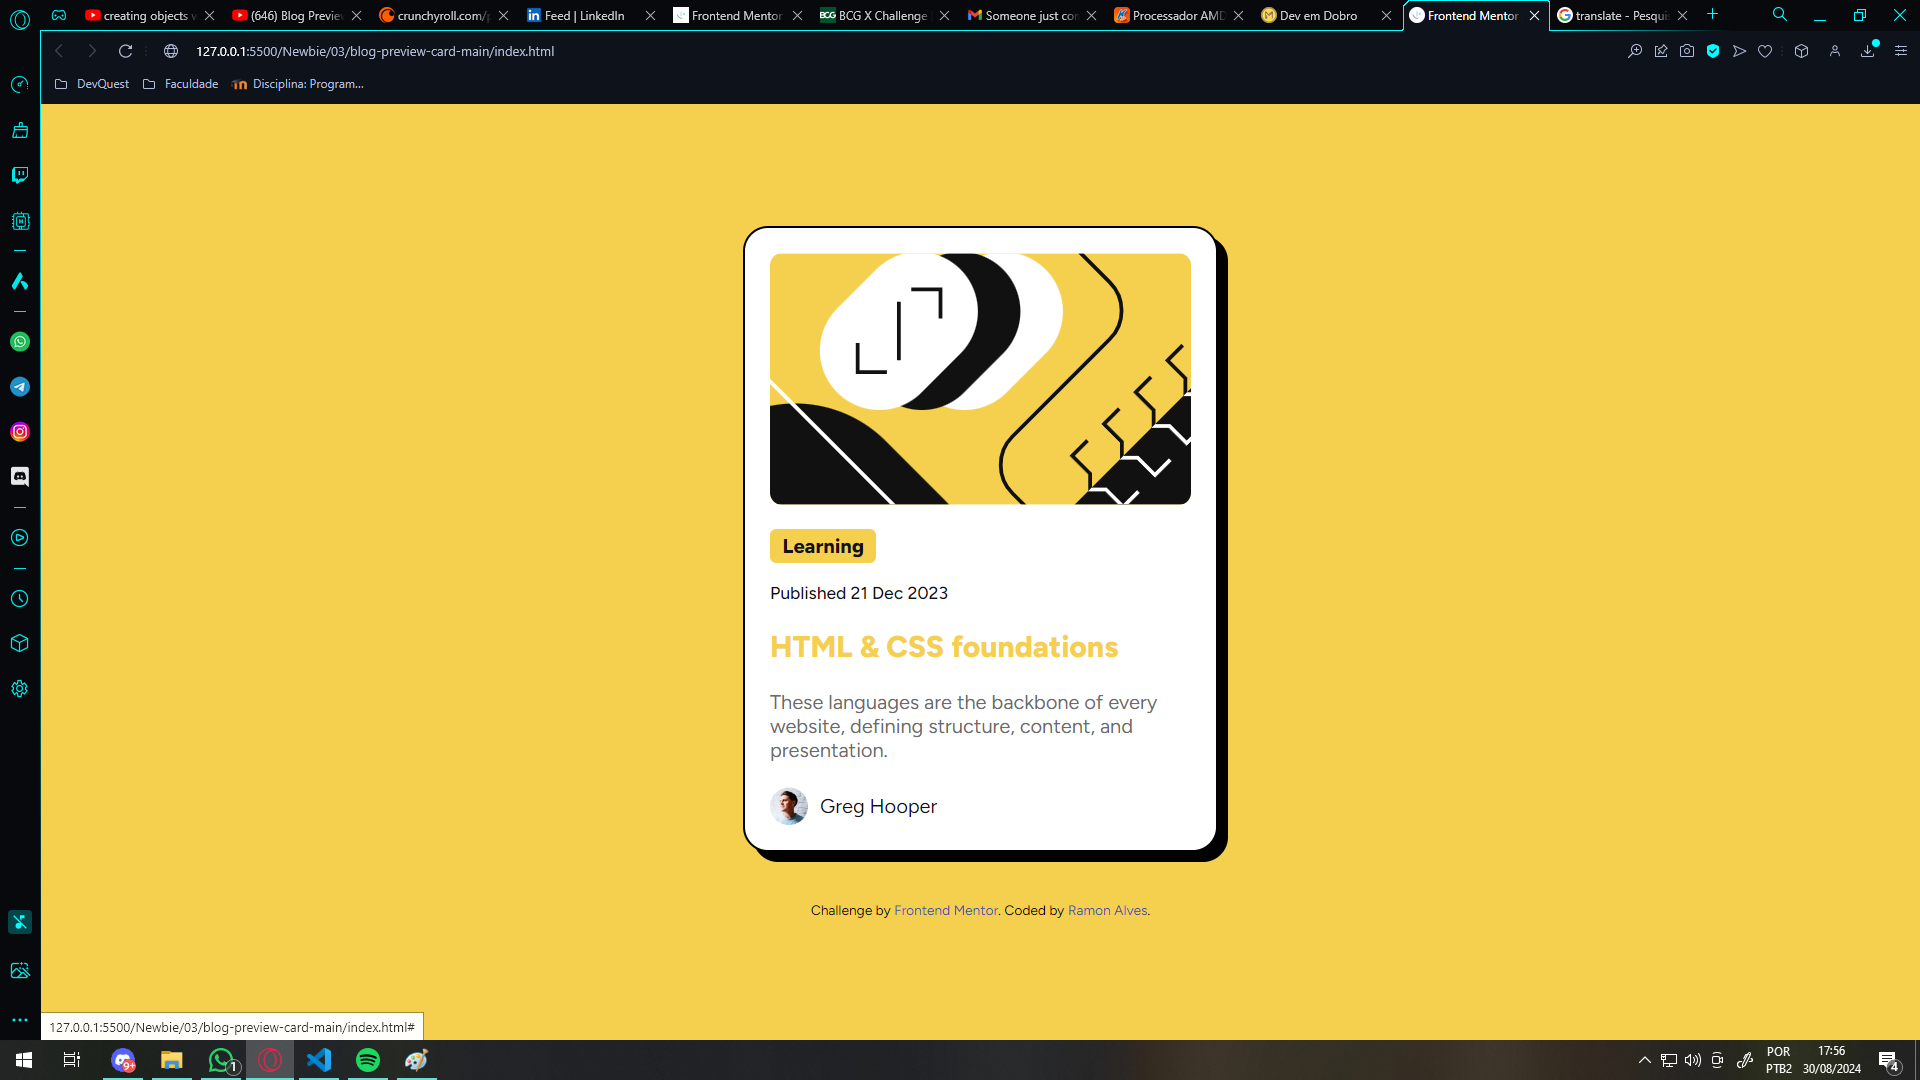 creating objects w
(646) Blog Preview
crunchyroll.com/p
Feed | LinkedIn
Frontend Mentor
BCG BCG X Challenge
Someone just con
Processador AMD
Dev em Dobro
Frontend Mentor
translate - Pesquis
127.0.0.1:5500/Newbie/03/blog-preview-card-main/index.html
DevQuest
Faculdade
Disciplina: Program...
Learning
Published 21 Dec 2023
HTML & CSS foundations
These languages are the backbone of every
website, defining structure, content, and
presentation.
Greg Hooper
Challenge by Frontend Mentor. Coded by Ramon Alves.
127.0.0.1:5500/Newbie/03/blog-preview-card-main/index.html#
9+
1
POR
PTB2
17:56
30/08/2024
4